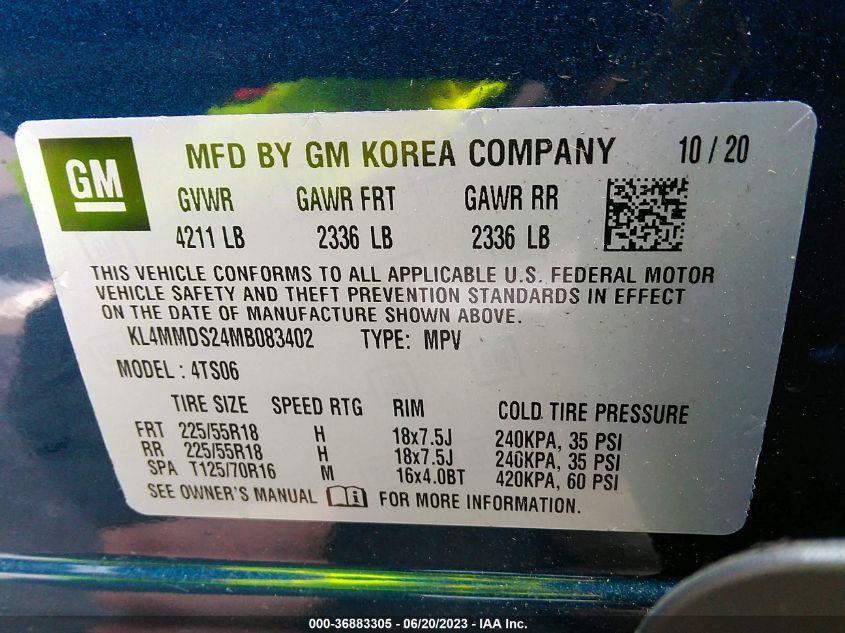 GM
MFD BY GM KOREA COMPANY 10 / 20
GVWR GAWR FRT GAWR RR
4211 LB 2336 LB 2336 LB
THIS VEHICLE CONFORMS TO ALL APPLICABLE U.S. FEDERAL MOTOR
VEHICLE SAFETY AND THEFT PREVENTION STANDARDS IN EFFECT
ON THE DATE OF MANUFACTURE SHOWN ABOVE.
KL4MMDS24MB083402 TYPE: MPV
MODEL : 4TS06
TIRE SIZE SPEED RTG RIM COLD TIRE PRESSURE
FRT 225/55R18 H 18x7.5J 240KPA, 35 PSI
RR 225/55R18 H 18x7.5J 240KPA, 35 PSI
SPA T125/70R16 M 16x4.0BT 420KPA, 60 PSI
SEE OWNER'S MANUAL FOR MORE INFORMATION.
000-36883305 - 06/20/2023 - IAA Inc.